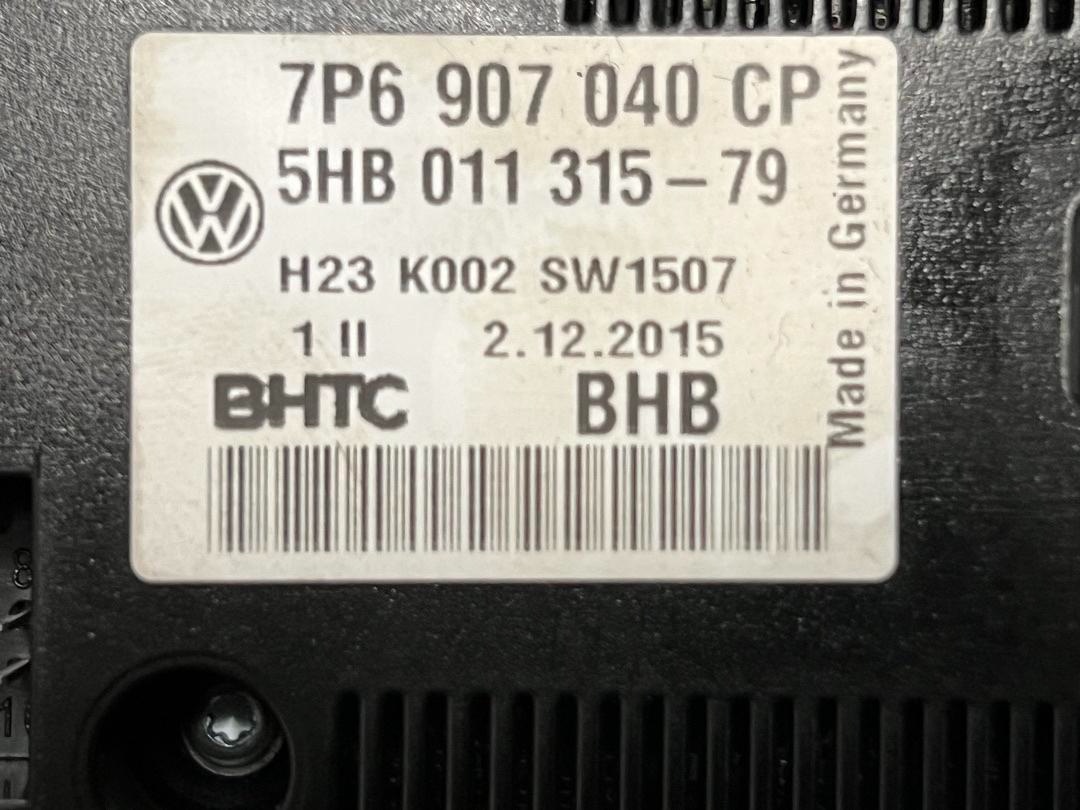 7P6 907 040 CP
5HB 011 315-79
H23 K002 SW1507
1 II 2.12.2015
BHTC BHB
Made in Germany
8